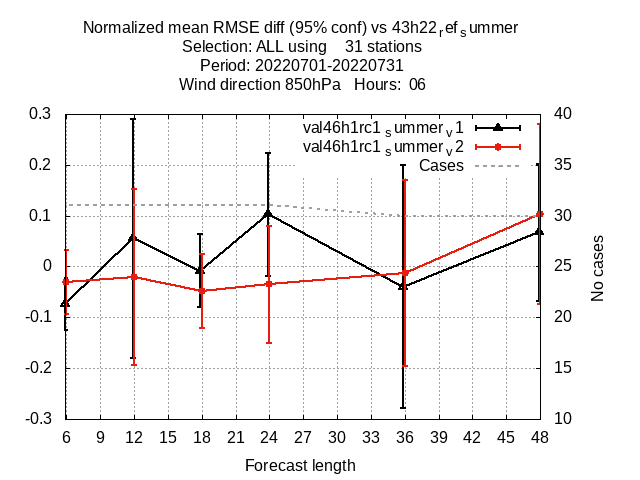 Normalized mean RMSE diff (95% conf) vs 43h22refsummer
Selection: ALL using    31 stations
Period: 20220701-20220731
Wind direction 850hPa   Hours:  06
0.3
0.2
0.1
0
-0.1
-0.2
-0.3
40
35
30
25
20
15
10
val46h1rc1summerv1
val46h1rc1summerv2
Cases
No cases
6 9 12 15 18 21 24 27 30 33 36 39 42 45 48
Forecast length